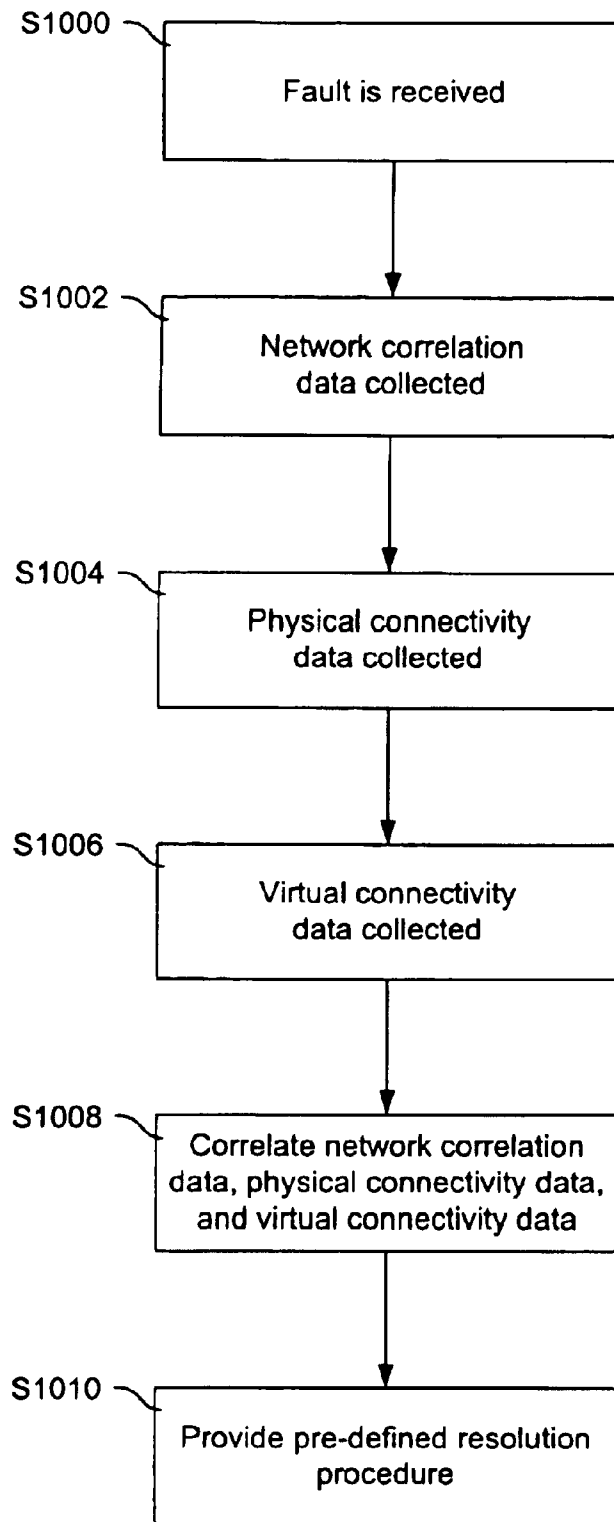 S1000
Fault is received
S1002
Network correlation
data collected
S1004
Physical connectivity
data collected
S1006
Virtual connectivity
data collected
S1008
Correlate network correlation
data, physical connectivity data,
and virtual connectivity data
S1010
Provide pre-defined resolution
procedure